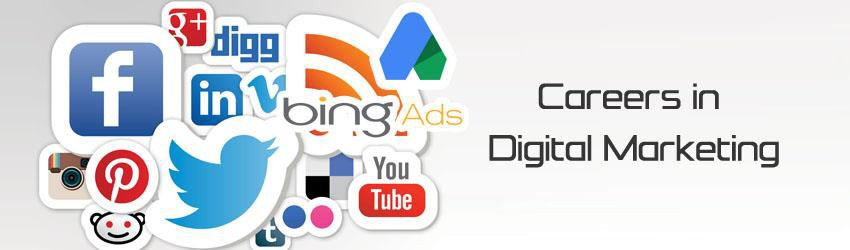 g+
digg
f
in
v
bing Ads
You
Tube
t
Careers in
Digital Marketing